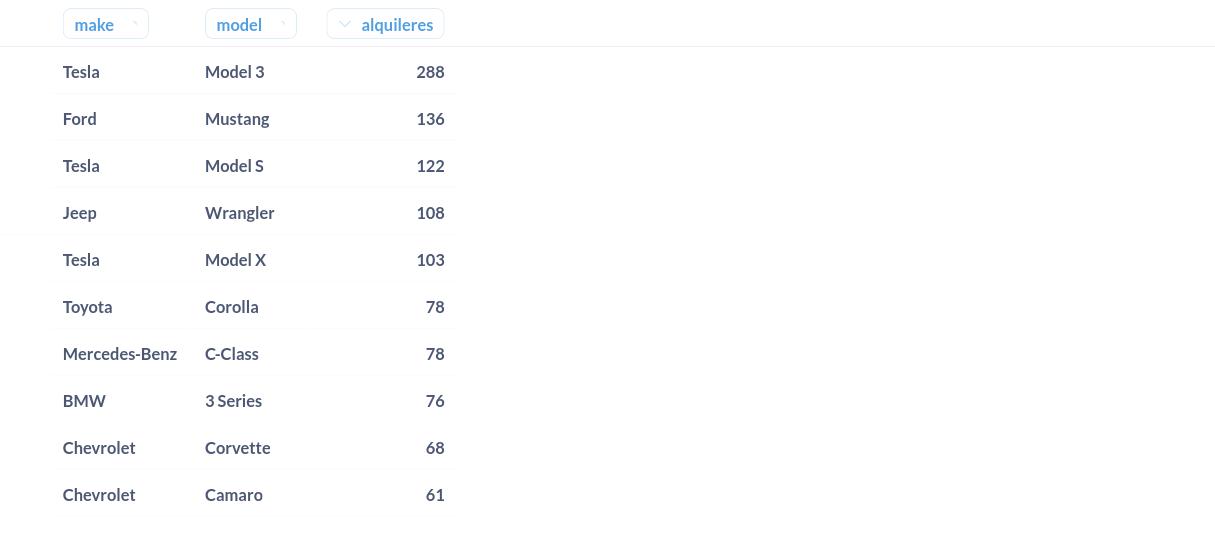 make model alquileres
Tesla Model 3 288
Ford Mustang 136
Tesla Model S 122
Jeep Wrangler 108
Tesla Model X 103
Toyota Corolla 78
Mercedes-Benz C-Class 78
BMW 3 Series 76
Chevrolet Corvette 68
Chevrolet Camaro 61